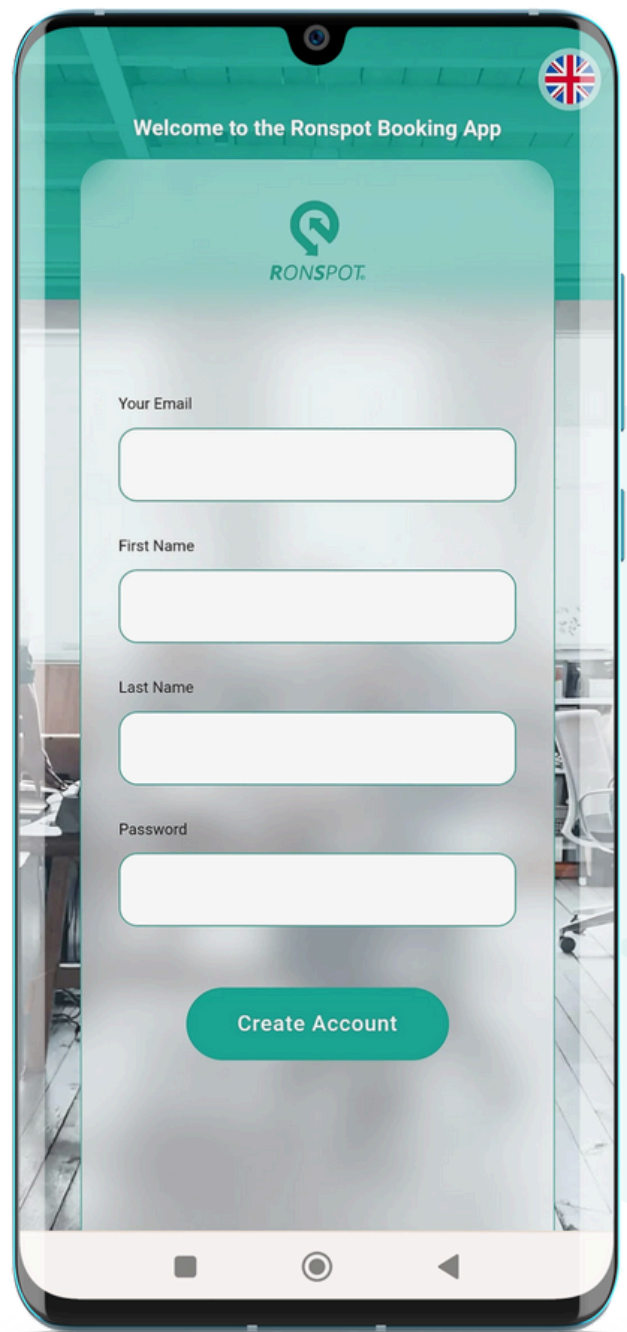 Welcome to the Ronspot Booking App
RONSPOT
Your Email
First Name
Last Name
Password
Create Account